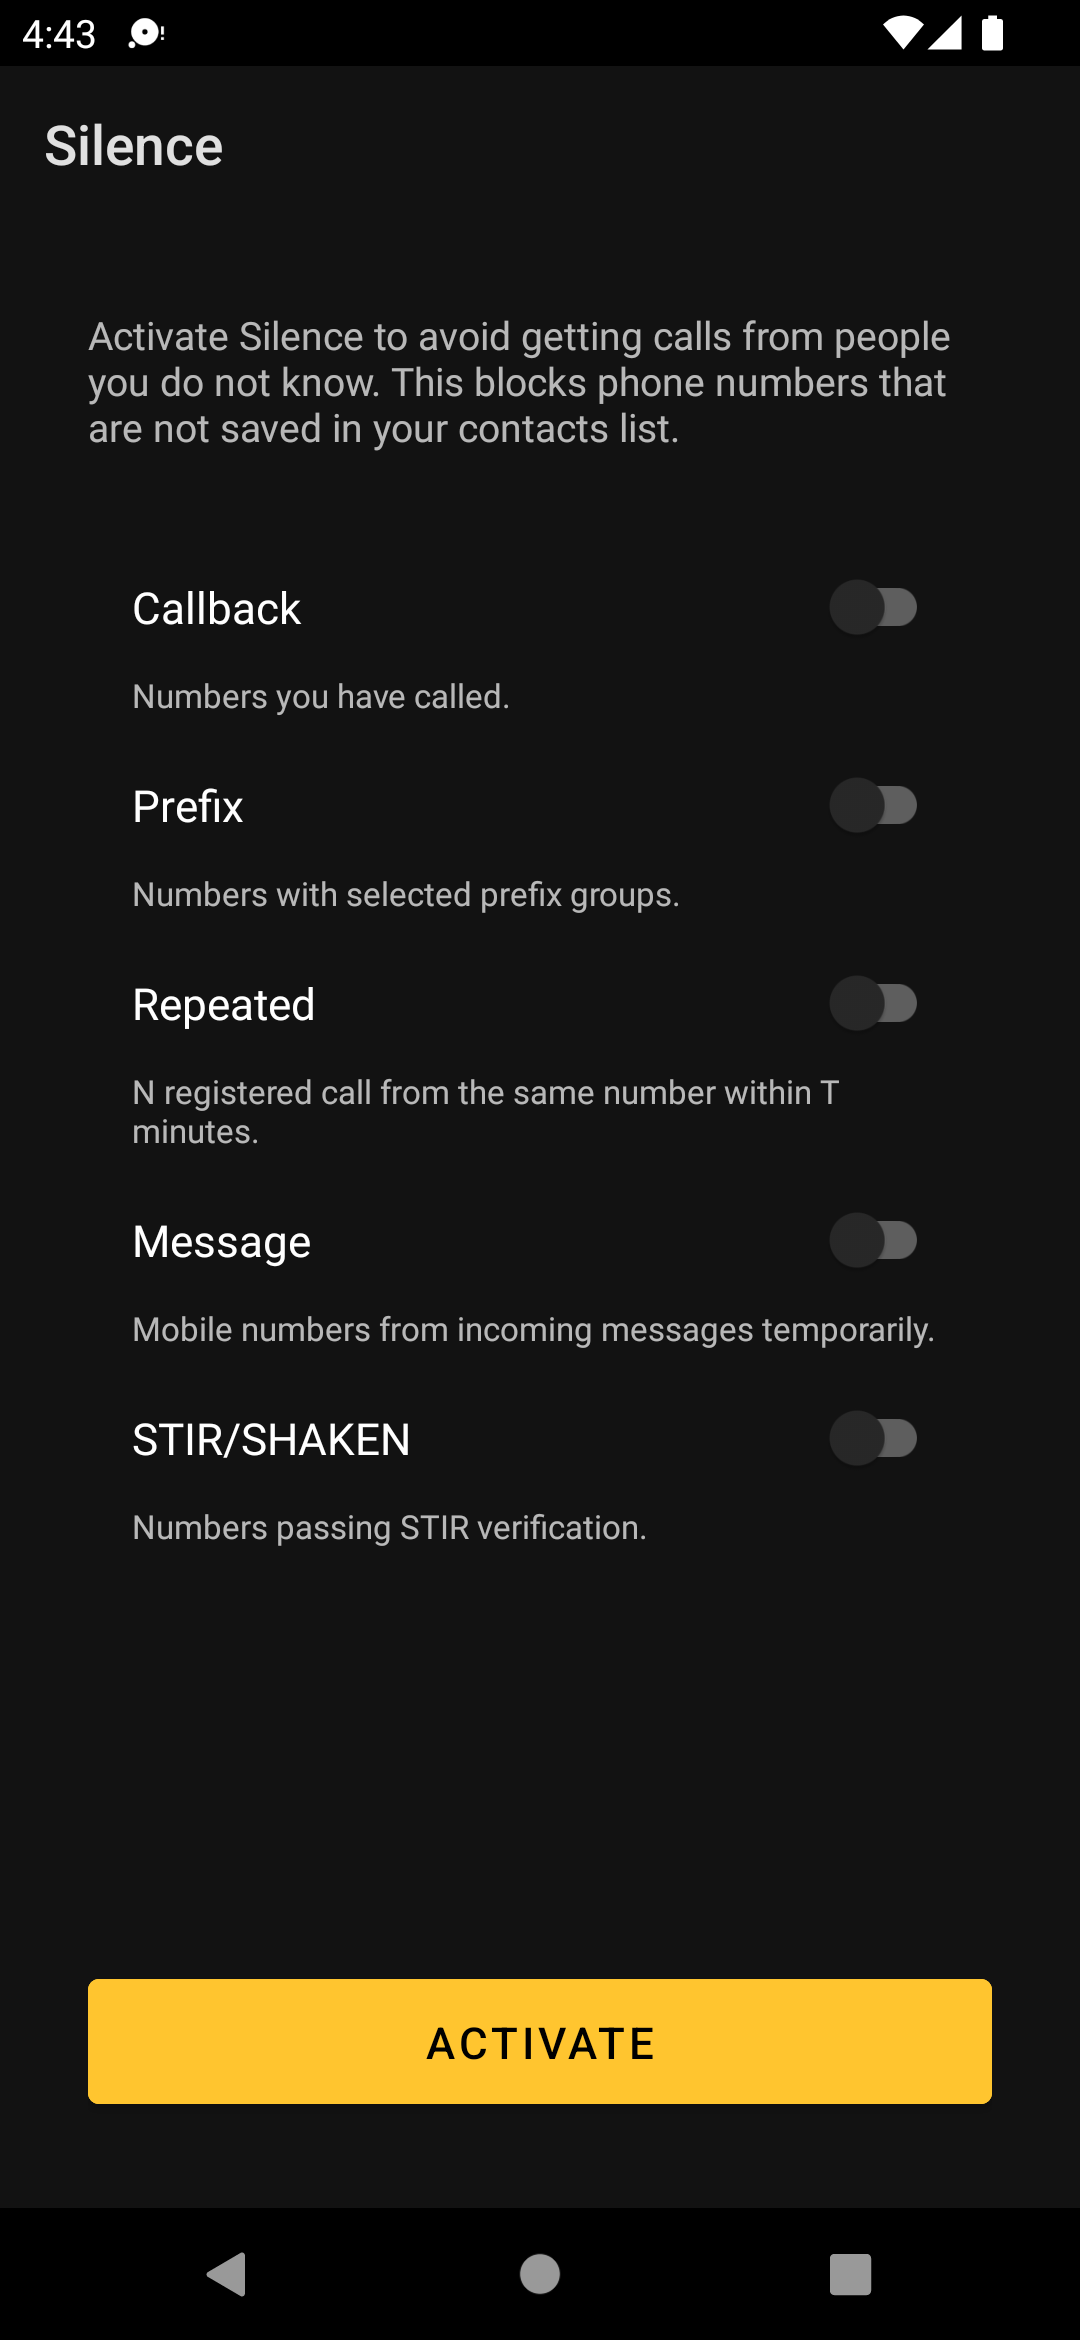 4:43
Silence
Activate Silence to avoid getting calls from people
you do not know. This blocks phone numbers that
are not saved in your contacts list.
Callback
Numbers you have called.
Prefix
Numbers with selected prefix groups.
Repeated
N registered call from the same number within T
minutes.
Message
Mobile numbers from incoming messages temporarily.
STIR/SHAKEN
Numbers passing STIR verification.
ACTIVATE